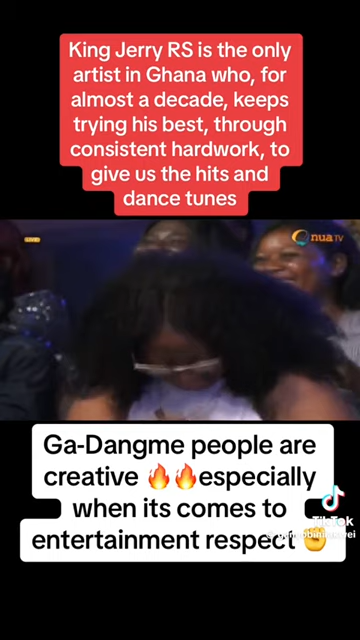 King Jerry RS is the only
artist in Ghana who, for
almost a decade, keeps
trying his best, through
consistent hardwork, to
give us the hits and
dance tunes
LIVE
Onua TV
Ga-Dangme people are
creative 🔥🔥especially
when its comes to
entertainment respect ✊
TikTok